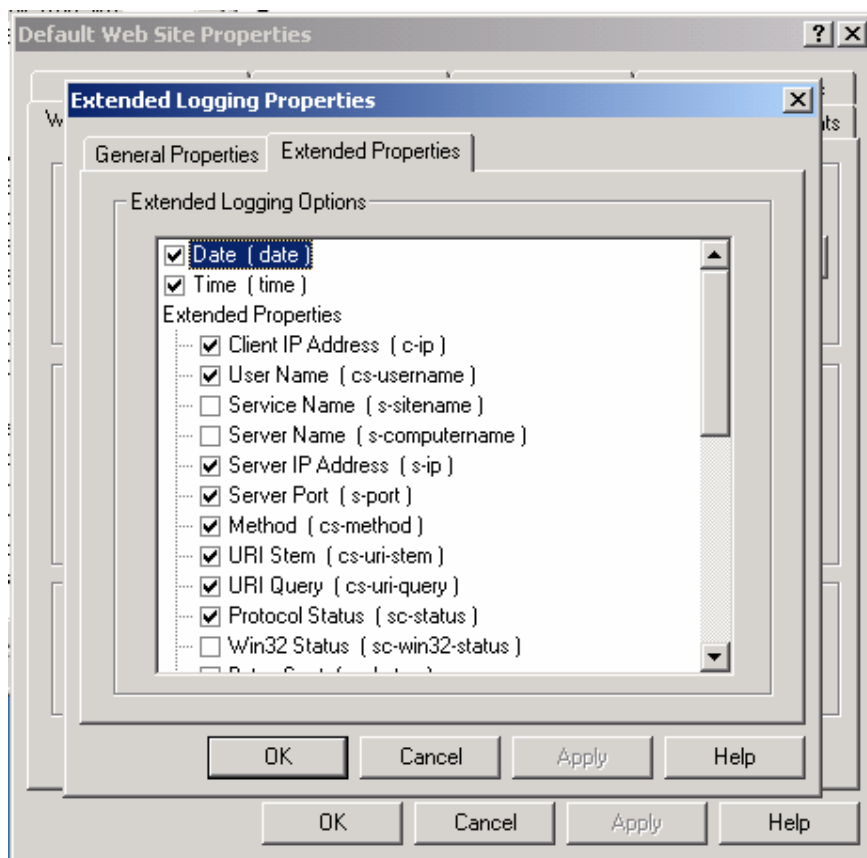 Default Web Site Properties
Extended Logging Properties
General Properties Extended Properties
Extended Logging Options
Date ( date )
Time ( time )
Extended Properties
Client IP Address ( c-ip )
User Name ( cs-username )
Service Name ( s-sitename )
Server Name ( s-computername )
Server IP Address ( s-ip )
Server Port ( s-port )
Method ( cs-method )
URI Stem ( cs-uri-stem )
URI Query ( cs-uri-query )
Protocol Status ( sc-status )
Win32 Status ( sc-win32-status )
OK Cancel Apply Help
OK Cancel Apply Help